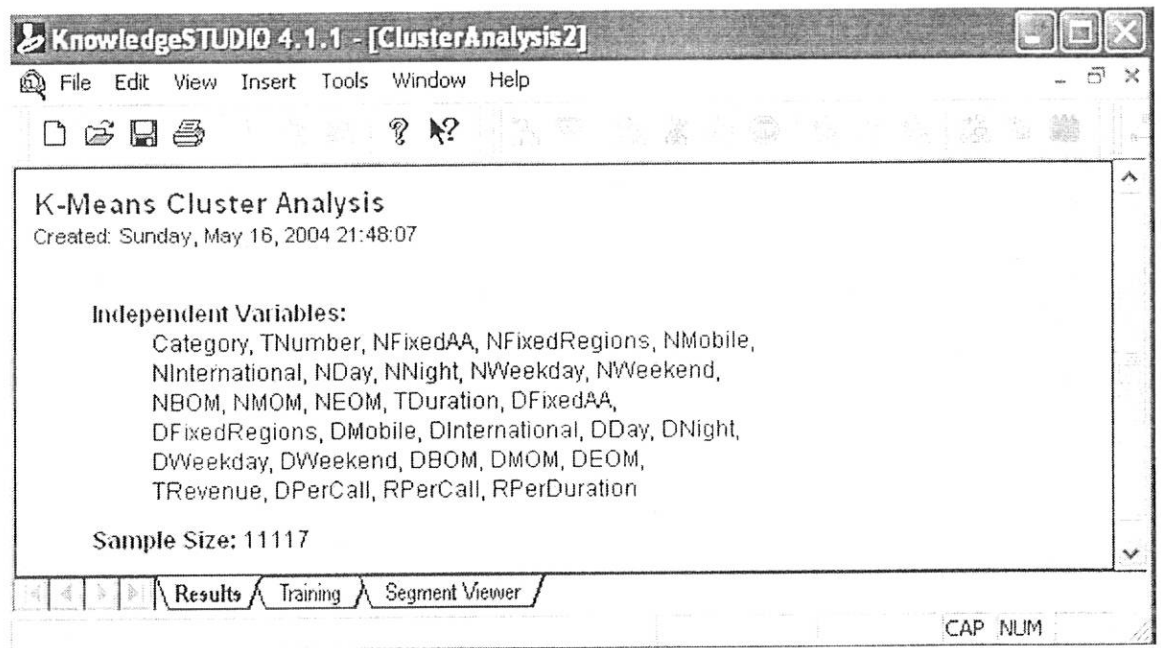 KnowledgeSTUDIO 4.1.1 - [ClusterAnalysis2]
File Edit View Insert Tools Window Help
K-Means Cluster Analysis
Created: Sunday, May 16, 2004 21:48:07
Independent Variables:
Category, TNumber, NFixedAA, NFixedRegions, NMobile,
NInternational, NDay, NNight, NWeekday, NWeekend,
NBOM, NMOM, NEOM, TDuration, DFixedAA,
DFixedRegions, DMobile, DInternational, DDay, DNight,
DWeekday, DWeekend, DBOM, DMOM, DEOM,
TRevenue, DPerCall, RPerCall, RPerDuration
Sample Size: 11117
Results Training Segment Viewer
CAP NUM